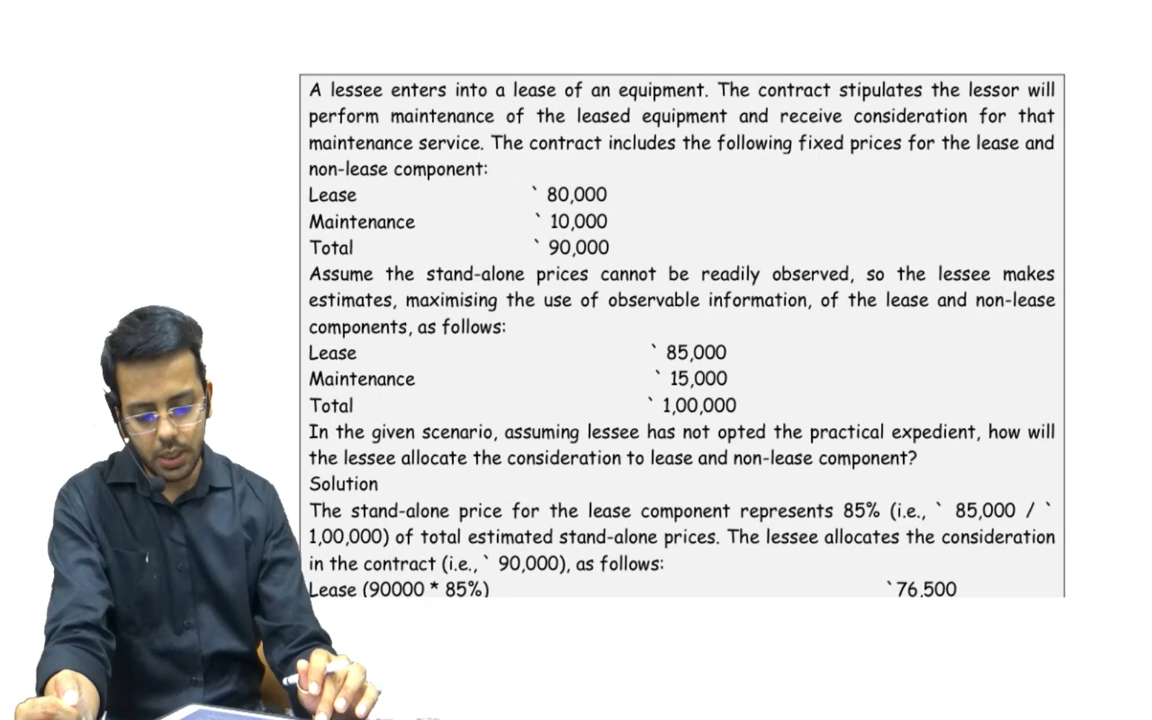 A lessee enters into a lease of an equipment. The contract stipulates the lessor will
perform maintenance of the leased equipment and receive consideration for that
maintenance service. The contract includes the following fixed prices for the lease and
non-lease component:
Lease ` 80,000
Maintenance ` 10,000
Total ` 90,000
Assume the stand-alone prices cannot be readily observed, so the lessee makes
estimates, maximising the use of observable information, of the lease and non-lease
components, as follows:
Lease ` 85,000
Maintenance ` 15,000
Total ` 1,00,000
In the given scenario, assuming lessee has not opted the practical expedient, how will
the lessee allocate the consideration to lease and non-lease component?
Solution
The stand-alone price for the lease component represents 85% (i.e., ` 85,000 / `
1,00,000) of total estimated stand-alone prices. The lessee allocates the consideration
in the contract (i.e., ` 90,000), as follows:
Lease (90000 * 85%) `76,500